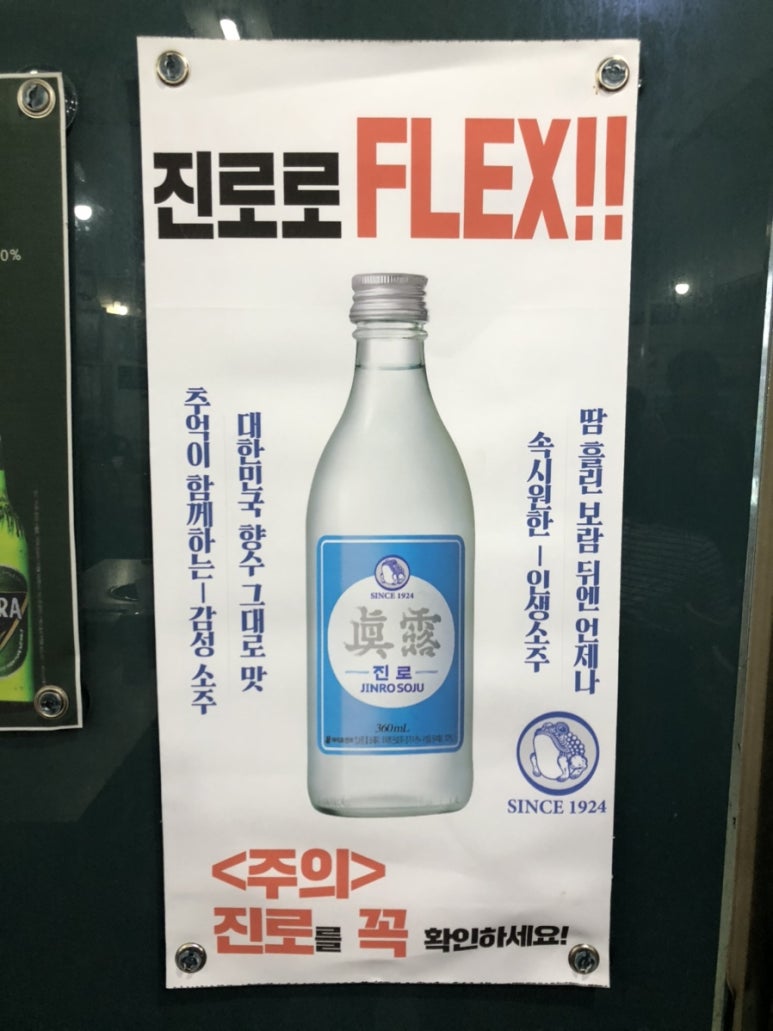 진로로 FLEX!!
땀 흘린 보람 뒤엔 언제나
속시원한 – 인생소주
대한민국 향수 그대로 맛
추억이 함께하는 – 감성 소주
SINCE 1924
眞露
진로
JINRO SOJU
360mL
SINCE 1924
<주의>
진로를 꼭 확인하세요!
0%
RA